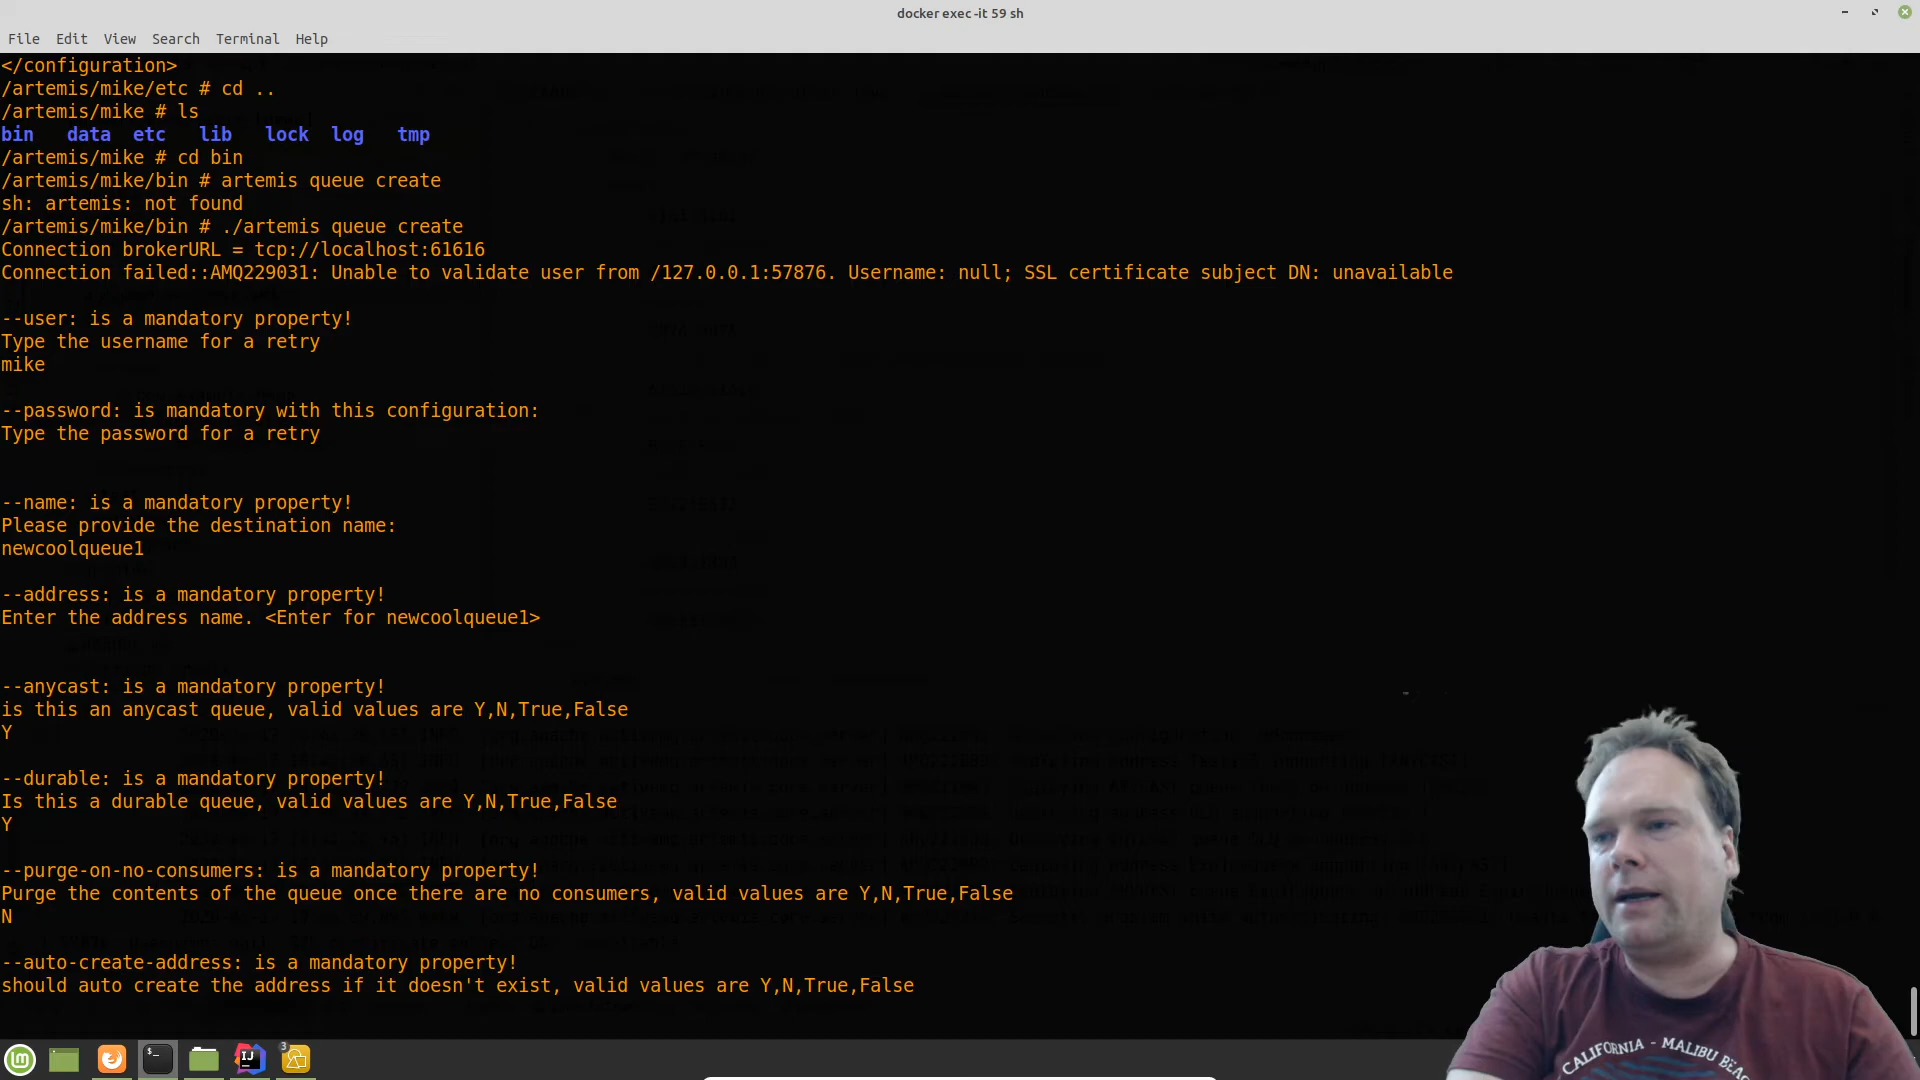 docker exec -it 59 sh
File Edit View Search Terminal Help
</configuration>
/artemis/mike/etc # cd ..
/artemis/mike # ls
bin data etc lib lock log tmp
/artemis/mike # cd bin
/artemis/mike/bin # artemis queue create
sh: artemis: not found
/artemis/mike/bin # ./artemis queue create
Connection brokerURL = tcp://localhost:61616
Connection failed::AMQ229031: Unable to validate user from /127.0.0.1:57876. Username: null; SSL certificate subject DN: unavailable
--user: is a mandatory property!
Type the username for a retry
mike
--password: is mandatory with this configuration:
Type the password for a retry
--name: is a mandatory property!
Please provide the destination name:
newcoolqueue1
--address: is a mandatory property!
Enter the address name. <Enter for newcoolqueue1>
--anycast: is a mandatory property!
is this an anycast queue, valid values are Y,N,True,False
Y
--durable: is a mandatory property!
Is this a durable queue, valid values are Y,N,True,False
Y
--purge-on-no-consumers: is a mandatory property!
Purge the contents of the queue once there are no consumers, valid values are Y,N,True,False
N
--auto-create-address: is a mandatory property!
should auto create the address if it doesn't exist, valid values are Y,N,True,False
CALIFORNIA - MALIBU
$_
IJ
3